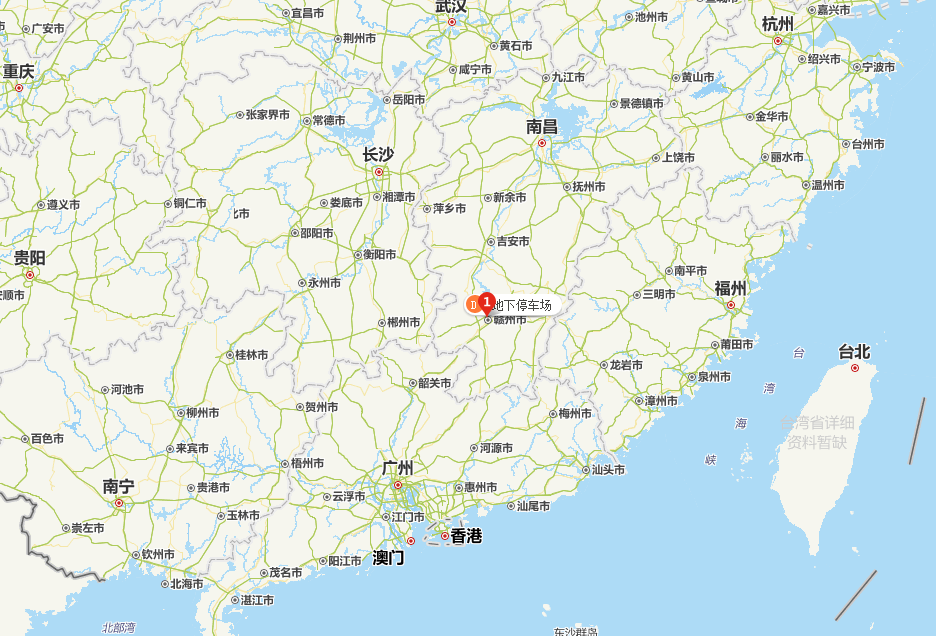 武汉
宜昌市
池州市
嘉兴市
广安市
杭州
荆州市
黄石市
绍兴市
宁波市
重庆
咸宁市
九江市
黄山市
岳阳市
景德镇市
张家界市
常德市
金华市
南昌
台州市
长沙
上饶市
丽水市
湘潭市
新余市
抚州市
温州市
遵义市
铜仁市
娄底市
萍乡市
邵阳市
吉安市
衡阳市
贵阳
南平市
永州市
福州
安顺市
三明市
1
地下停车场
赣州市
郴州市
莆田市
桂林市
台
台北
龙岩市
泉州市
韶关市
河池市
湾
漳州市
贺州市
柳州市
梅州市
海
台湾省详细
资料暂缺
百色市
来宾市
河源市
峡
梧州市
广州
汕头市
南宁
贵港市
惠州市
云浮市
汕尾市
玉林市
江门市
崇左市
香港
钦州市
澳门
阳江市
茂名市
北海市
湛江市
北部湾
东沙群岛